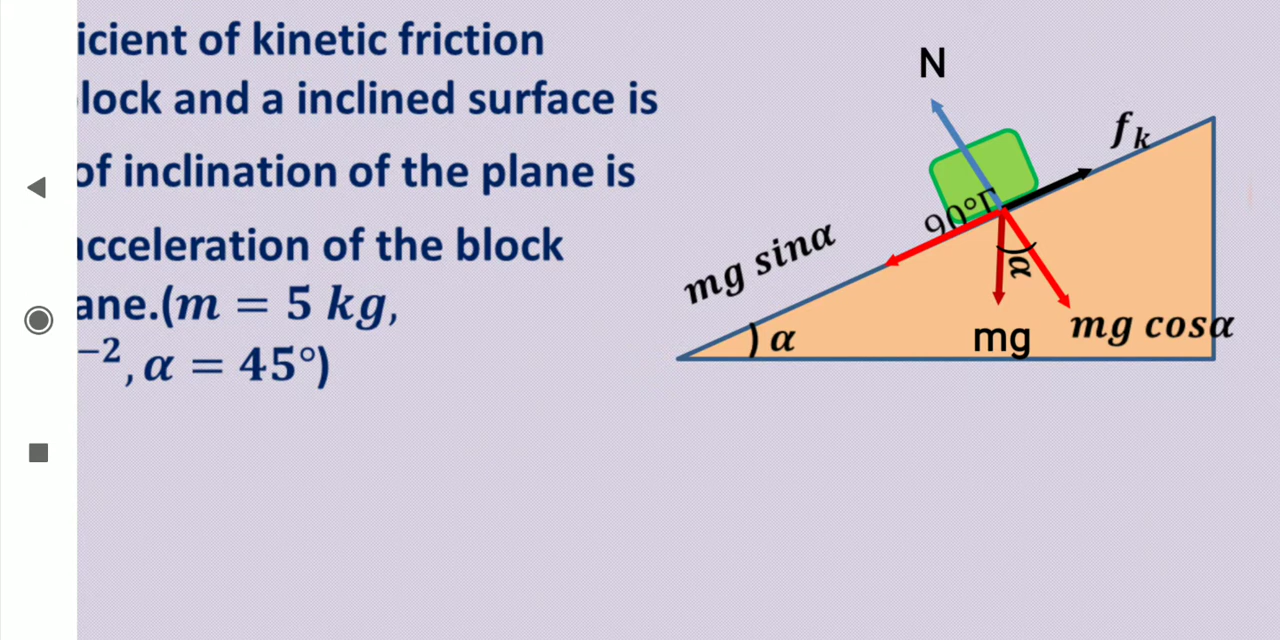 icient of kinetic friction
lock and a inclined surface is
of inclination of the plane is
acceleration of the block
ane.(m = 5 kg,
⁻², α = 45°)
N
f_k
90°
mg sinα
α
mg
mg cosα
α